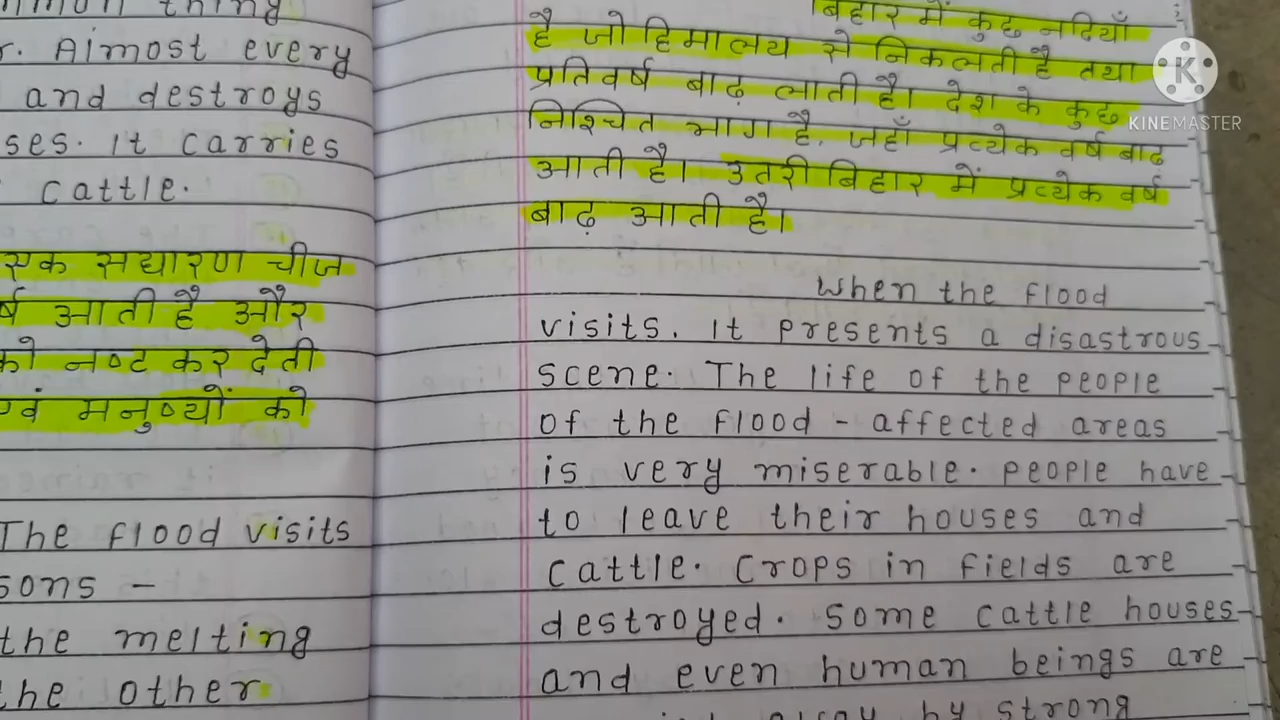 r. Almost every
and destroys
ses. It carries
cattle.
एक सधारण चीज
र्ष आती है और
को नष्ट कर देती
एवं मनुष्यों को
The flood visits
sons -
the melting
the other
बिहार में कुछ नदियाँ
है जो हिमालय से निकलती है तथा
प्रतिवर्ष बाढ़ लाती है। देश के कुछ
निश्चित भाग है, जहाँ प्रत्येक वर्ष बाढ़
आती है। उतरी बिहार में प्रत्येक वर्ष
बाढ़ आती है।
When the flood
visits. It presents a disastrous
scene. The life of the people
of the flood - affected areas
is very miserable. People have
to leave their houses and
cattle. Crops in fields are
destroyed. Some cattle houses
and even human beings are
by strong
KINEMASTER